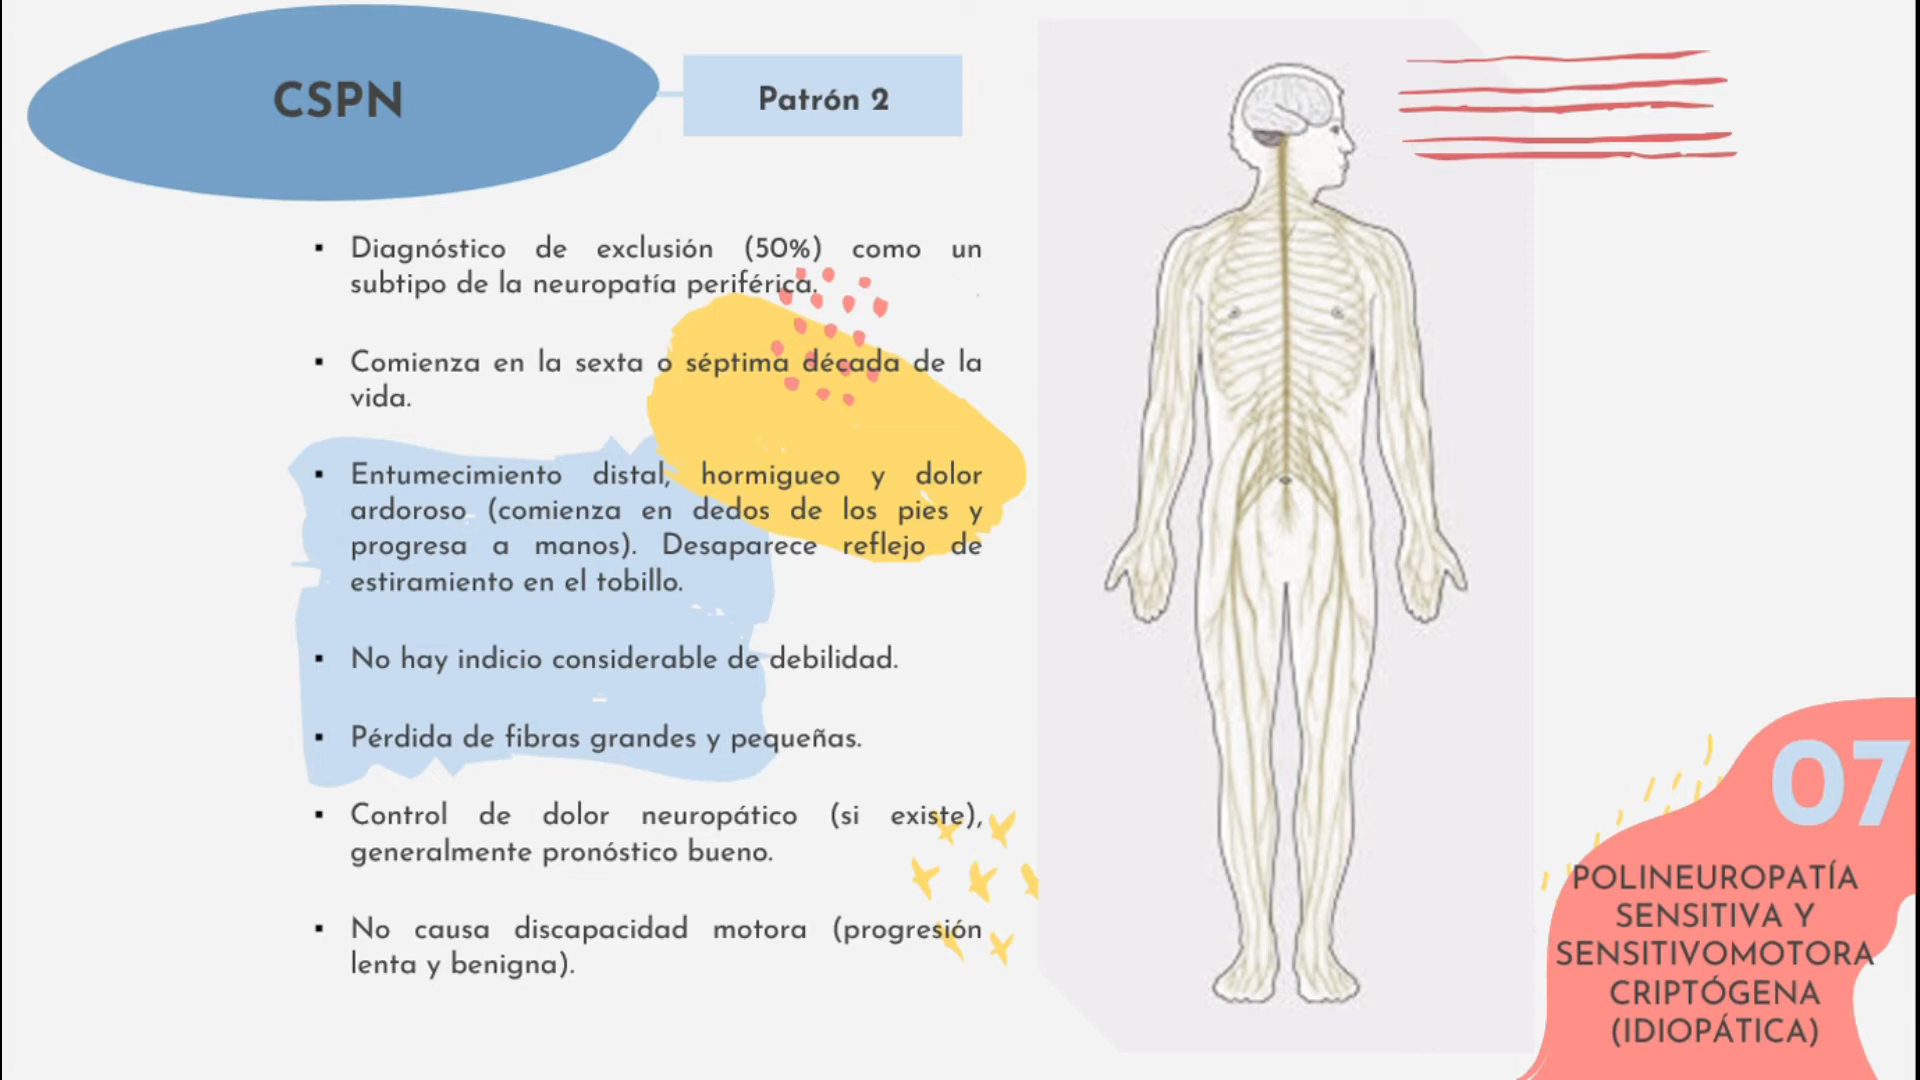 CSPN
Patrón 2
▪ Diagnóstico de exclusión (50%) como un
subtipo de la neuropatía periférica.
▪ Comienza en la sexta o séptima década de la
vida.
▪ Entumecimiento distal, hormigueo y dolor
ardoroso (comienza en dedos de los pies y
progresa a manos). Desaparece reflejo de
estiramiento en el tobillo.
▪ No hay indicio considerable de debilidad.
▪ Pérdida de fibras grandes y pequeñas.
▪ Control de dolor neuropático (si existe),
generalmente pronóstico bueno.
▪ No causa discapacidad motora (progresión
lenta y benigna).
07
POLINEUROPATÍA
SENSITIVA Y
SENSITIVOMOTORA
CRIPTÓGENA
(IDIOPÁTICA)